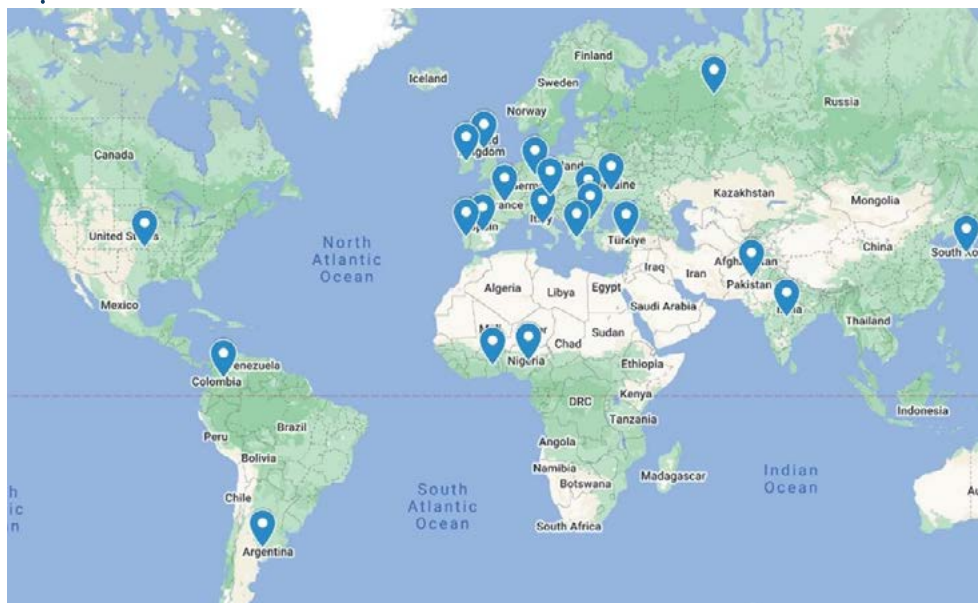 Finland
Iceland
Sweden
Russia
Norway
Canada
Kazakhstan
Mongolia
United
North
Atlantic
Ocean
Türkiye
China
Iraq
Iran
Pakistan
Mexico
Algeria
Libya
Egypt
Saudi Arabia
Thailand
Chad
Sudan
Nigeria
Ethiopia
Colombia
Kenya
DRC
Indonesia
Tanzania
Peru
Brazil
Angola
Bolivia
Namibia
Botswana
Madagascar
Indian
Ocean
Chile
South
Atlantic
Ocean
South Africa
Argentina